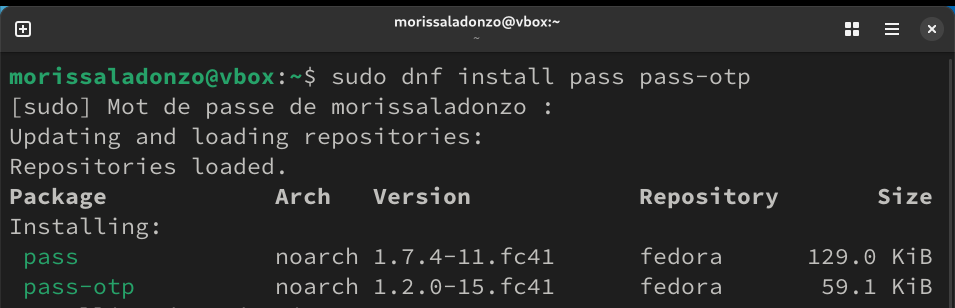 morissaladonzo@vbox:~
~
morissaladonzo@vbox:~$ sudo dnf install pass pass-otp
[sudo] Mot de passe de morissaladonzo :
Updating and loading repositories:
Repositories loaded.
Package Arch Version Repository Size
Installing:
pass noarch 1.7.4-11.fc41 fedora 129.0 KiB
pass-otp noarch 1.2.0-15.fc41 fedora 59.1 KiB